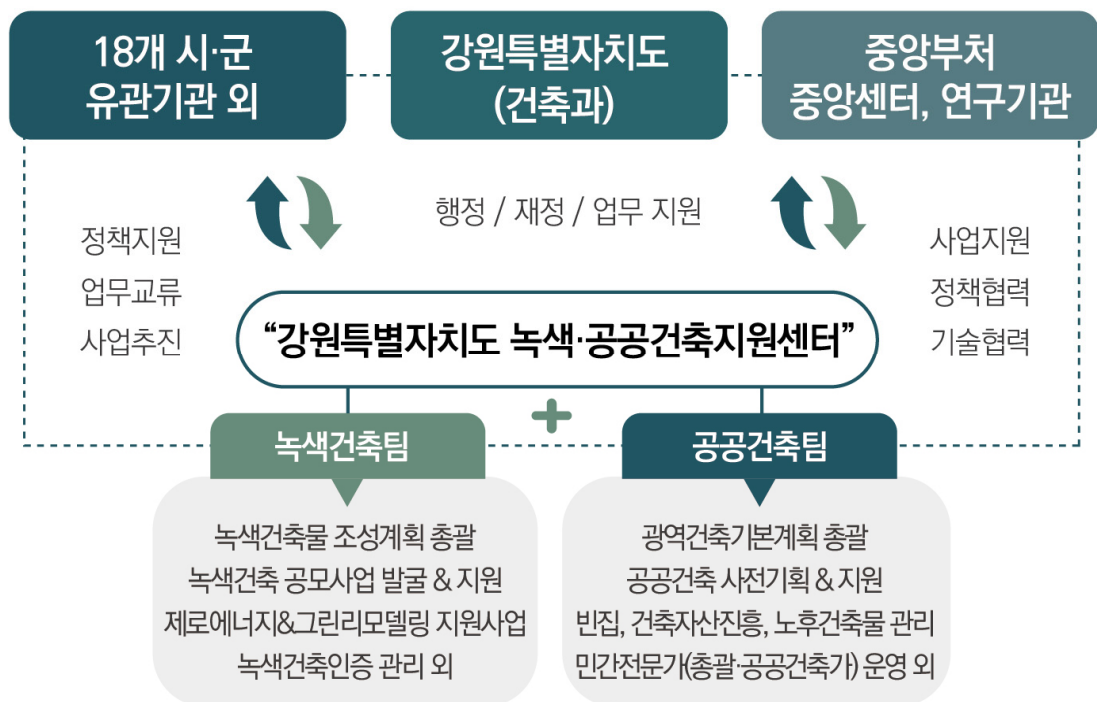 18개 시·군
유관기관 외
강원특별자치도
(건축과)
중앙부처
중앙센터, 연구기관
정책지원
업무교류
사업추진
행정 / 재정 / 업무 지원
사업지원
정책협력
기술협력
“강원특별자치도 녹색·공공건축지원센터”
녹색건축팀
공공건축팀
녹색건축물 조성계획 총괄
녹색건축 공모사업 발굴 & 지원
제로에너지&그린리모델링 지원사업
녹색건축인증 관리 외
광역건축기본계획 총괄
공공건축 사전기획 & 지원
빈집, 건축자산진흥, 노후건축물 관리
민간전문가(총괄·공공건축가) 운영 외